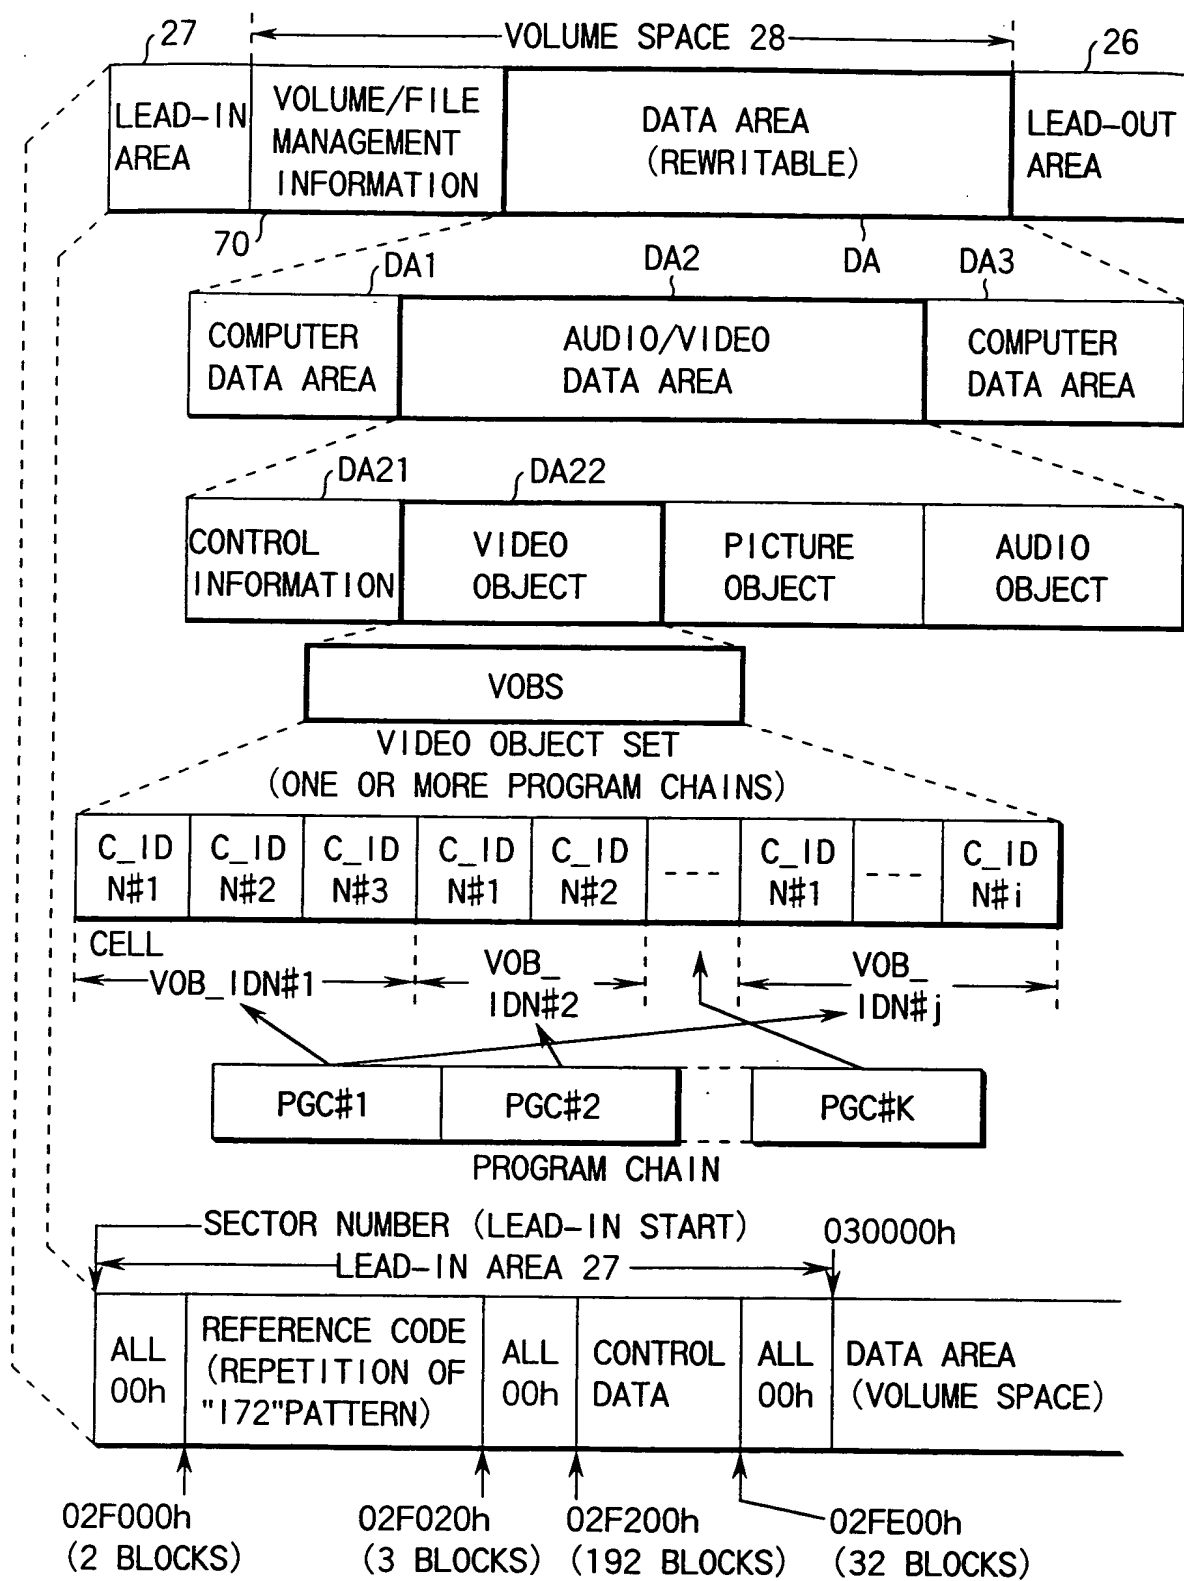 27
VOLUME SPACE 28
26
LEAD-IN
AREA
VOLUME/FILE
MANAGEMENT
INFORMATION
DATA AREA
(REWRITABLE)
LEAD-OUT
AREA
70
DA1
DA2
DA
DA3
COMPUTER
DATA AREA
AUDIO/VIDEO
DATA AREA
COMPUTER
DATA AREA
DA21
DA22
CONTROL
INFORMATION
VIDEO
OBJECT
PICTURE
OBJECT
AUDIO
OBJECT
VOBS
VIDEO OBJECT SET
(ONE OR MORE PROGRAM CHAINS)
C_ID
N#1
C_ID
N#2
C_ID
N#3
C_ID
N#1
C_ID
N#2
----
C_ID
N#1
----
C_ID
N#i
CELL
VOB_IDN#1
VOB_
IDN#2
VOB_
IDN#j
PGC#1
PGC#2
PGC#K
PROGRAM CHAIN
SECTOR NUMBER (LEAD-IN START)
030000h
LEAD-IN AREA 27
ALL
00h
REFERENCE CODE
(REPETITION OF
"172"PATTERN)
ALL
00h
CONTROL
DATA
ALL
00h
DATA AREA
(VOLUME SPACE)
02F000h
(2 BLOCKS)
02F020h
(3 BLOCKS)
02F200h
(192 BLOCKS)
02FE00h
(32 BLOCKS)